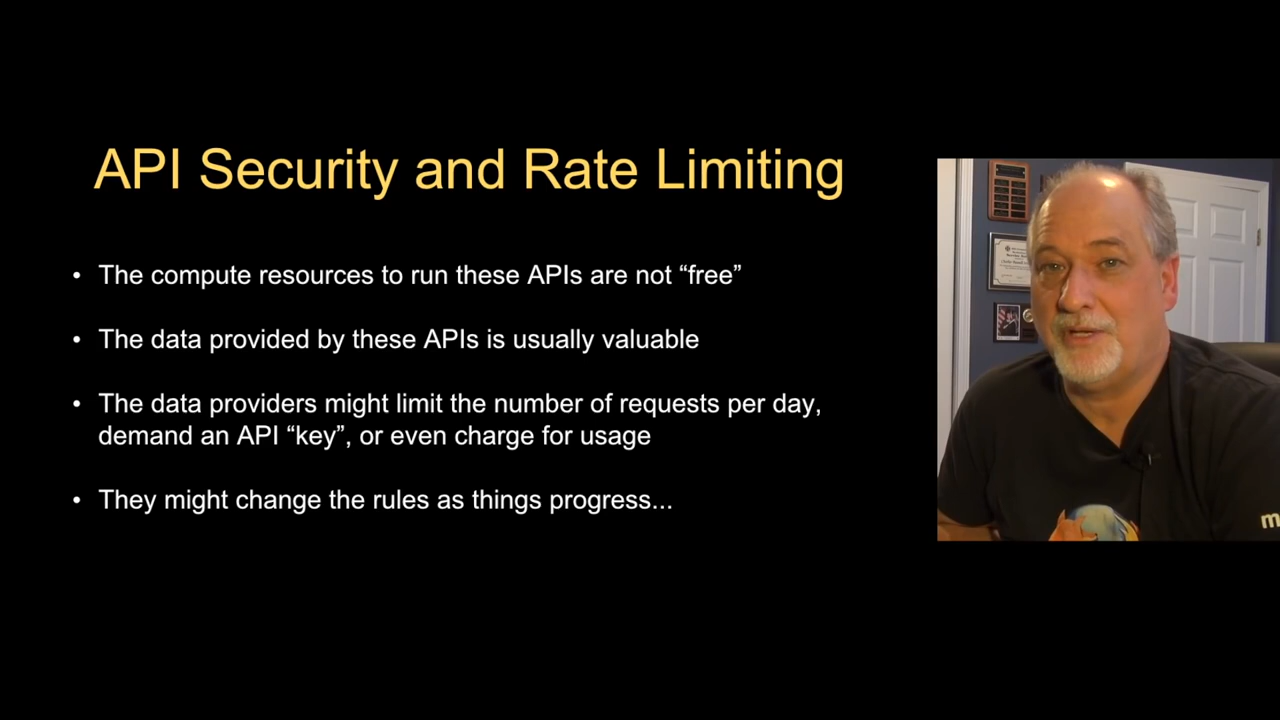 API Security and Rate Limiting
• The compute resources to run these APIs are not “free”
• The data provided by these APIs is usually valuable
• The data providers might limit the number of requests per day,
demand an API “key”, or even charge for usage
• They might change the rules as things progress...
m